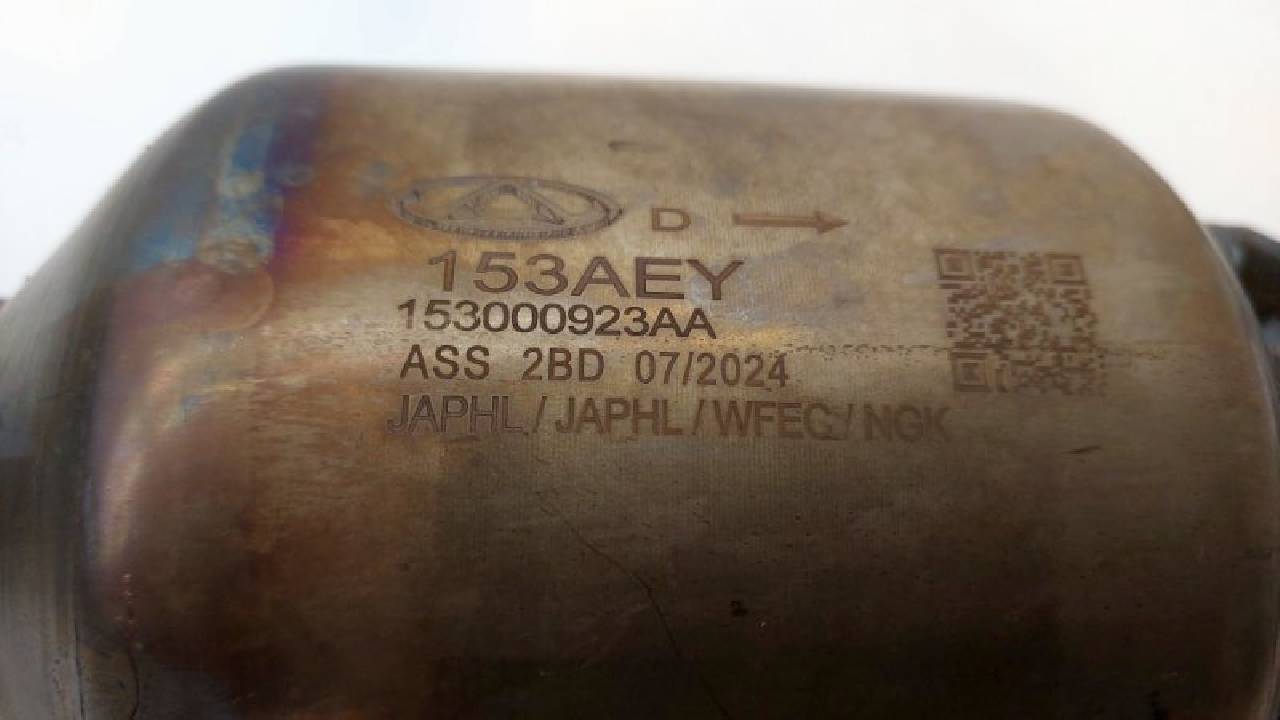 D
153AEY
153000923AA
ASS 2BD 07/2024
JAPHL/JAPHL/WFEC/NGK